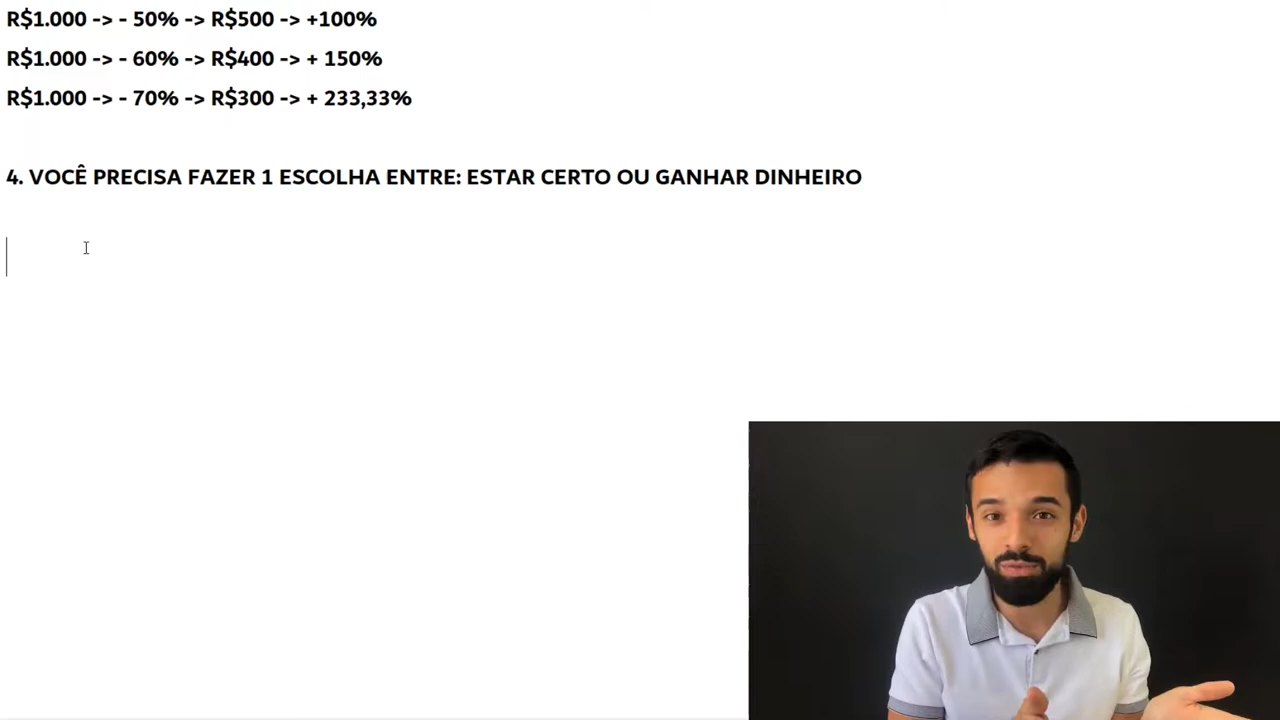 R$1.000 -> - 50% -> R$500 -> +100%
R$1.000 -> - 60% -> R$400 -> + 150%
R$1.000 -> - 70% -> R$300 -> + 233,33%
4. VOCÊ PRECISA FAZER 1 ESCOLHA ENTRE: ESTAR CERTO OU GANHAR DINHEIRO